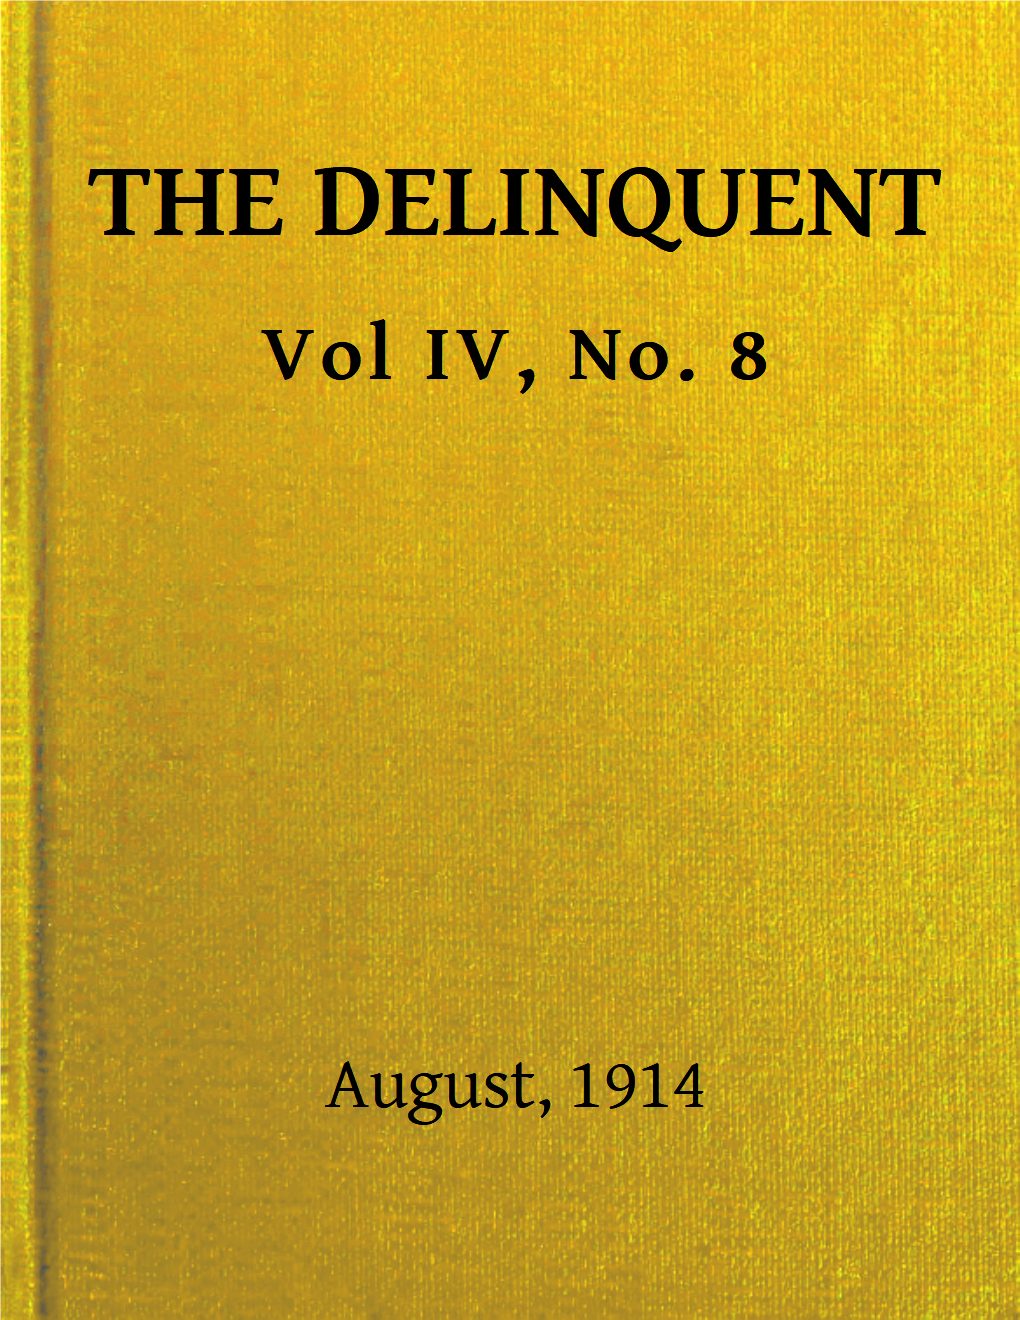 THE DELINQUENT
Vol IV, No. 8
August, 1914